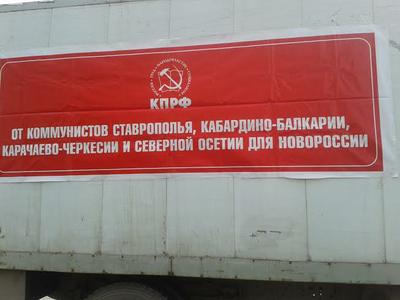 КПРФ
ОТ КОММУНИСТОВ СТАВРОПОЛЬЯ, КАБАРДИНО-БАЛКАРИИ,
КАРАЧАЕВО-ЧЕРКЕСИИ И СЕВЕРНОЙ ОСЕТИИ ДЛЯ НОВОРОССИИ